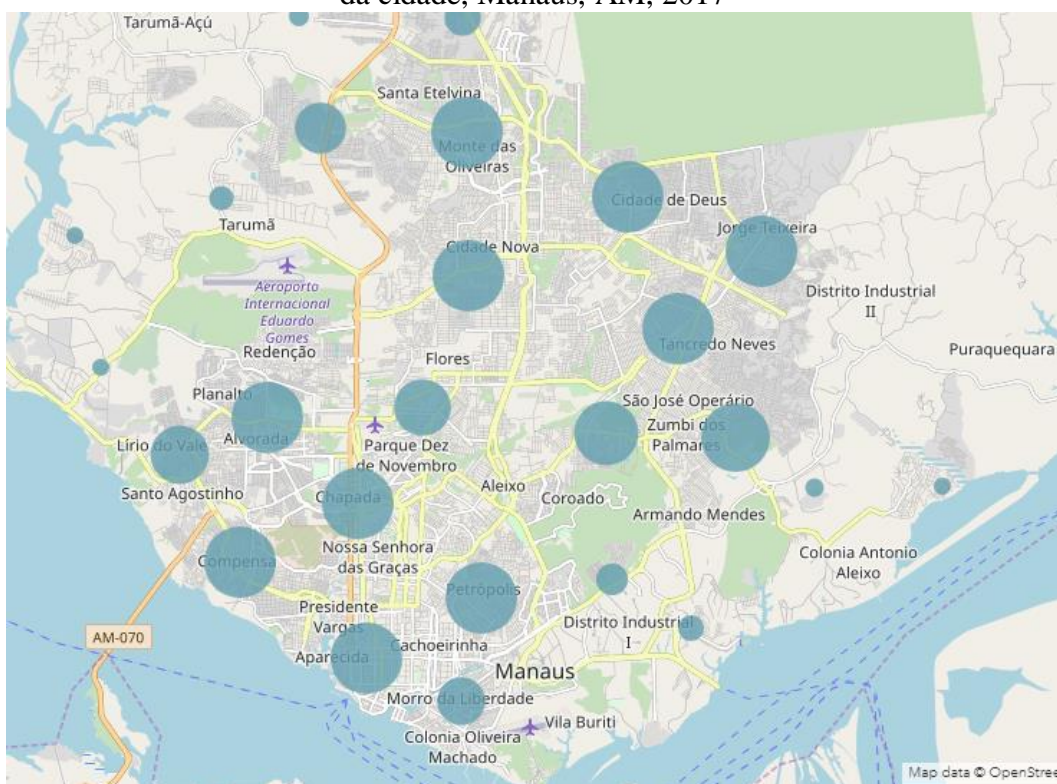 da cidade, Manaus, AM, 2017
Tarumã-Açú
Santa Etelvina
Monte das
Oliveiras
Cidade de Deus
Jorge Teixeira
Tarumã
Cidade Nova
Aeroporto
Internacional
Eduardo
Gomes
Distrito Industrial
II
Redenção
Flores
Tancredo Neves
Puraquequara
Planalto
São José Operário
Lírio do Vale
Alvorada
Parque Dez
de Novembro
Zumbi dos
Palmares
Santo Agostinho
Chapada
Aleixo
Coroado
Armando Mendes
Nossa Senhora
das Graças
Colonia Antonio
Aleixo
Compensa
Petrópolis
Presidente
Vargas
Distrito Industrial
I
AM-070
Aparecida
Cachoeirinha
Manaus
Morro da Liberdade
Vila Buriti
Colonia Oliveira
Machado
Map data © OpenStree